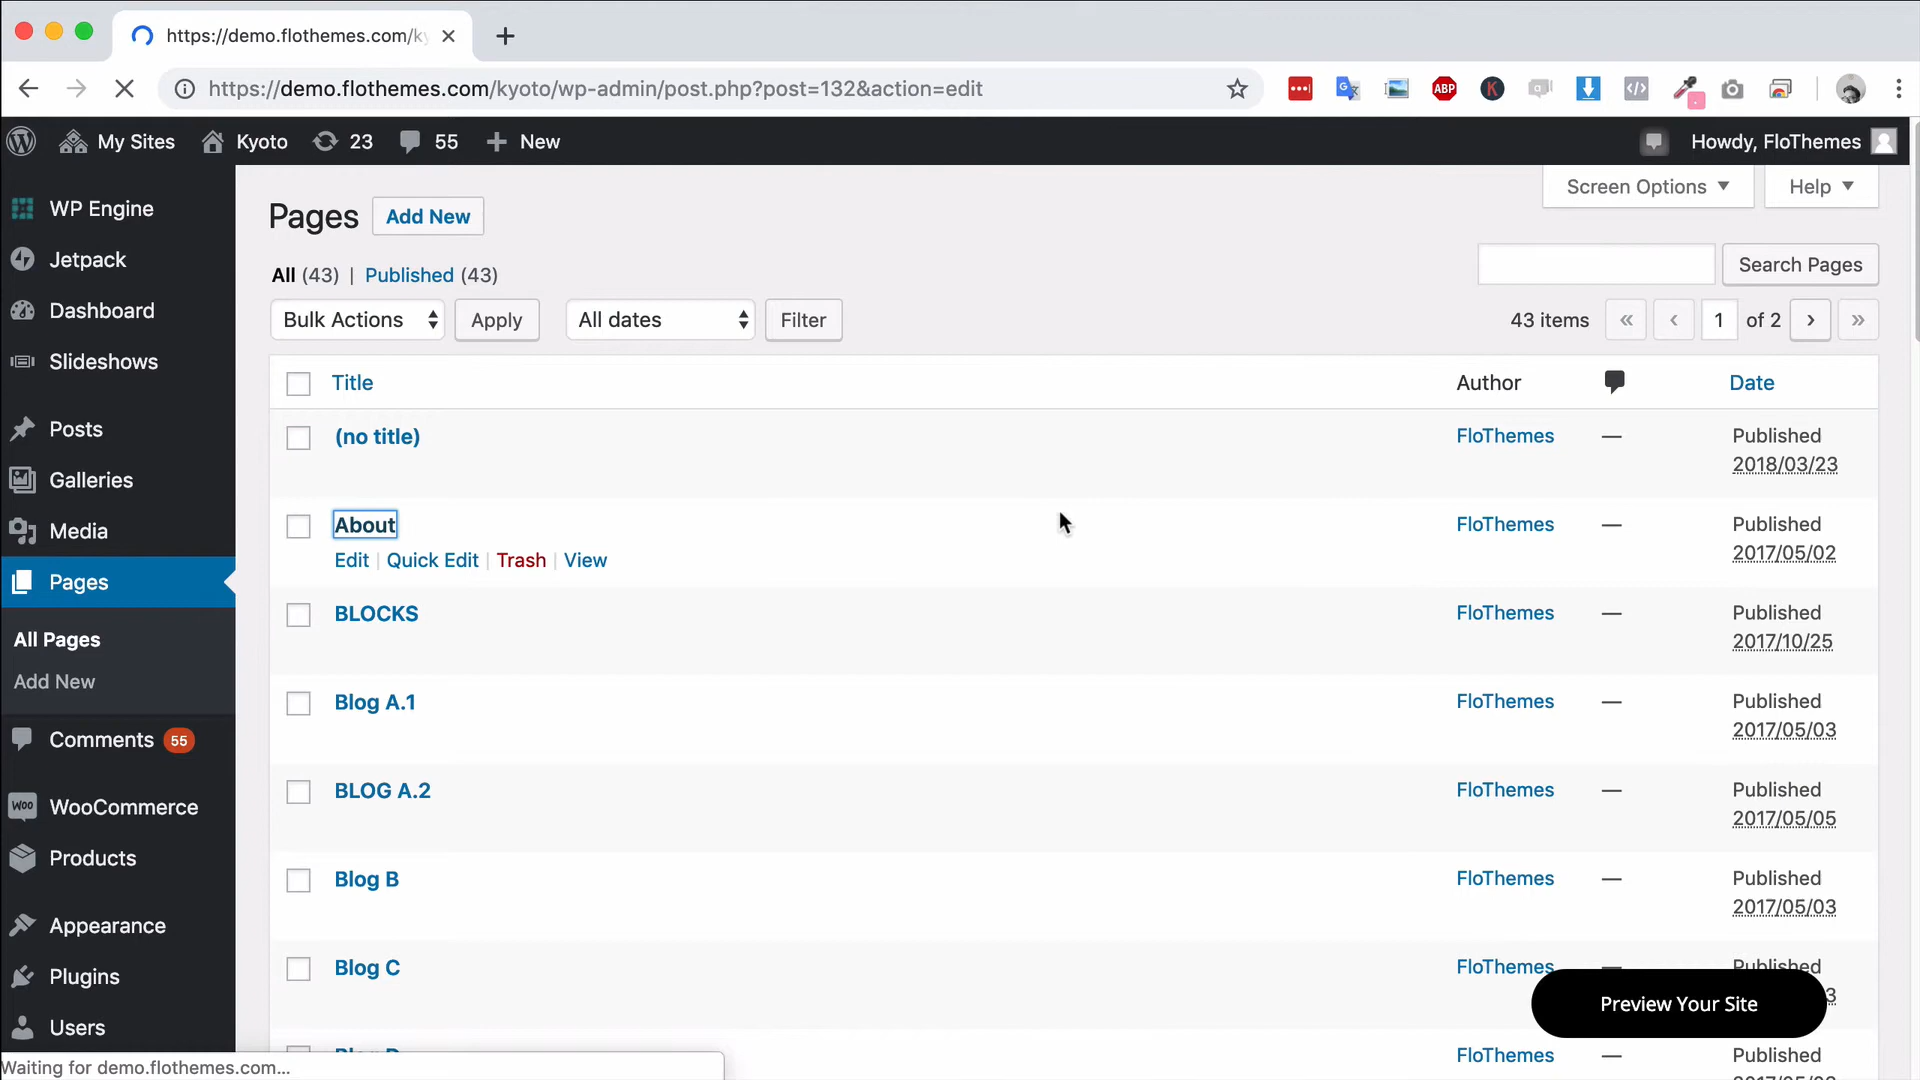 https://demo.flothemes.com/ky
https://demo.flothemes.com/kyoto/wp-admin/post.php?post=132&action=edit
ABP
K
My Sites
Kyoto
23
55
New
Howdy, FloThemes
WP Engine
Jetpack
Dashboard
Slideshows
Posts
Galleries
Media
Pages
All Pages
Add New
Comments 55
Woo
WooCommerce
Products
Appearance
Plugins
Users
Screen Options
Help
Pages
Add New
All (43) | Published (43)
Search Pages
Bulk Actions
Apply
All dates
Filter
43 items « ‹ 1 of 2 › »
Title Author Date
(no title) FloThemes — Published
2018/03/23
About FloThemes — Published
2017/05/02
Edit | Quick Edit | Trash | View
BLOCKS FloThemes — Published
2017/10/25
Blog A.1 FloThemes — Published
2017/05/03
BLOG A.2 FloThemes — Published
2017/05/05
Blog B FloThemes — Published
2017/05/03
Blog C FloThemes — Published
3
Preview Your Site
FloThemes — Published
Waiting for demo.flothemes.com...